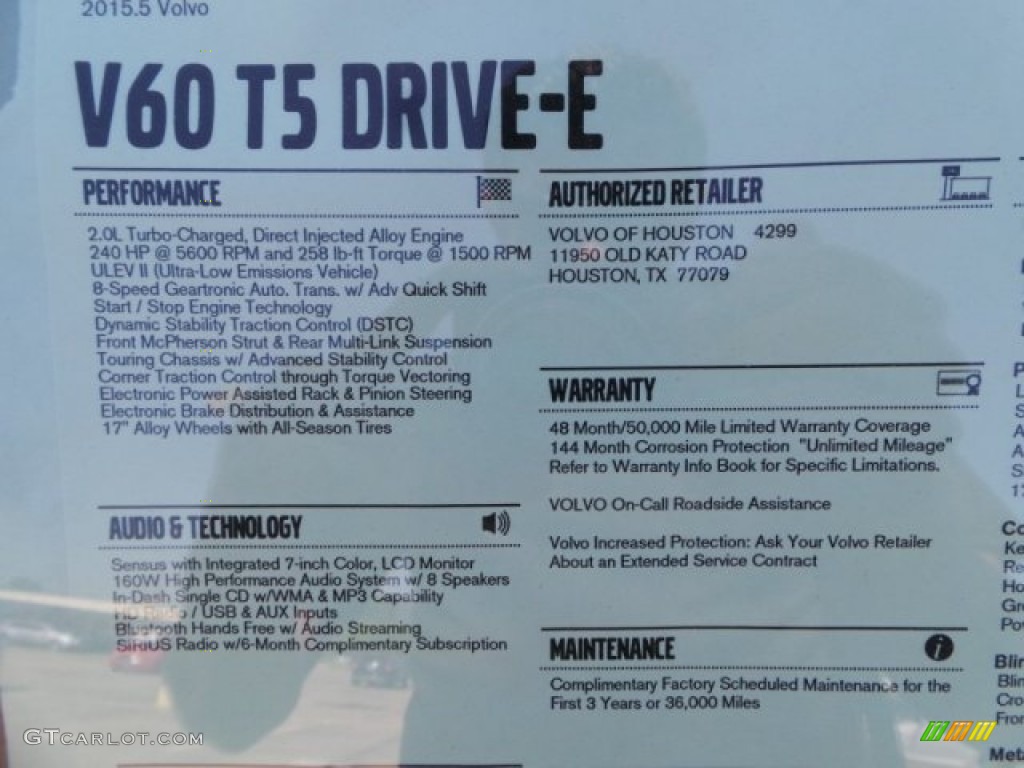 2015.5 Volvo
V60 T5 DRIVE-E
PERFORMANCE
2.0L Turbo-Charged, Direct Injected Alloy Engine
240 HP @ 5600 RPM and 258 lb-ft Torque @ 1500 RPM
ULEV II (Ultra-Low Emissions Vehicle)
8-Speed Geartronic Auto. Trans. w/ Adv Quick Shift
Start / Stop Engine Technology
Dynamic Stability Traction Control (DSTC)
Front McPherson Strut & Rear Multi-Link Suspension
Touring Chassis w/ Advanced Stability Control
Corner Traction Control through Torque Vectoring
Electronic Power Assisted Rack & Pinion Steering
Electronic Brake Distribution & Assistance
17" Alloy Wheels with All-Season Tires
AUDIO & TECHNOLOGY
Sensus with Integrated 7-inch Color, LCD Monitor
160W High Performance Audio System w/ 8 Speakers
In-Dash Single CD w/WMA & MP3 Capability
HD Radio / USB & AUX Inputs
Bluetooth Hands Free w/ Audio Streaming
SIRIUS Radio w/6-Month Complimentary Subscription
AUTHORIZED RETAILER
VOLVO OF HOUSTON 4299
11950 OLD KATY ROAD
HOUSTON, TX 77079
WARRANTY
48 Month/50,000 Mile Limited Warranty Coverage
144 Month Corrosion Protection "Unlimited Mileage"
Refer to Warranty Info Book for Specific Limitations.
VOLVO On-Call Roadside Assistance
Volvo Increased Protection: Ask Your Volvo Retailer
About an Extended Service Contract
MAINTENANCE
Complimentary Factory Scheduled Maintenance for the
First 3 Years or 36,000 Miles
GTCARLOT.COM